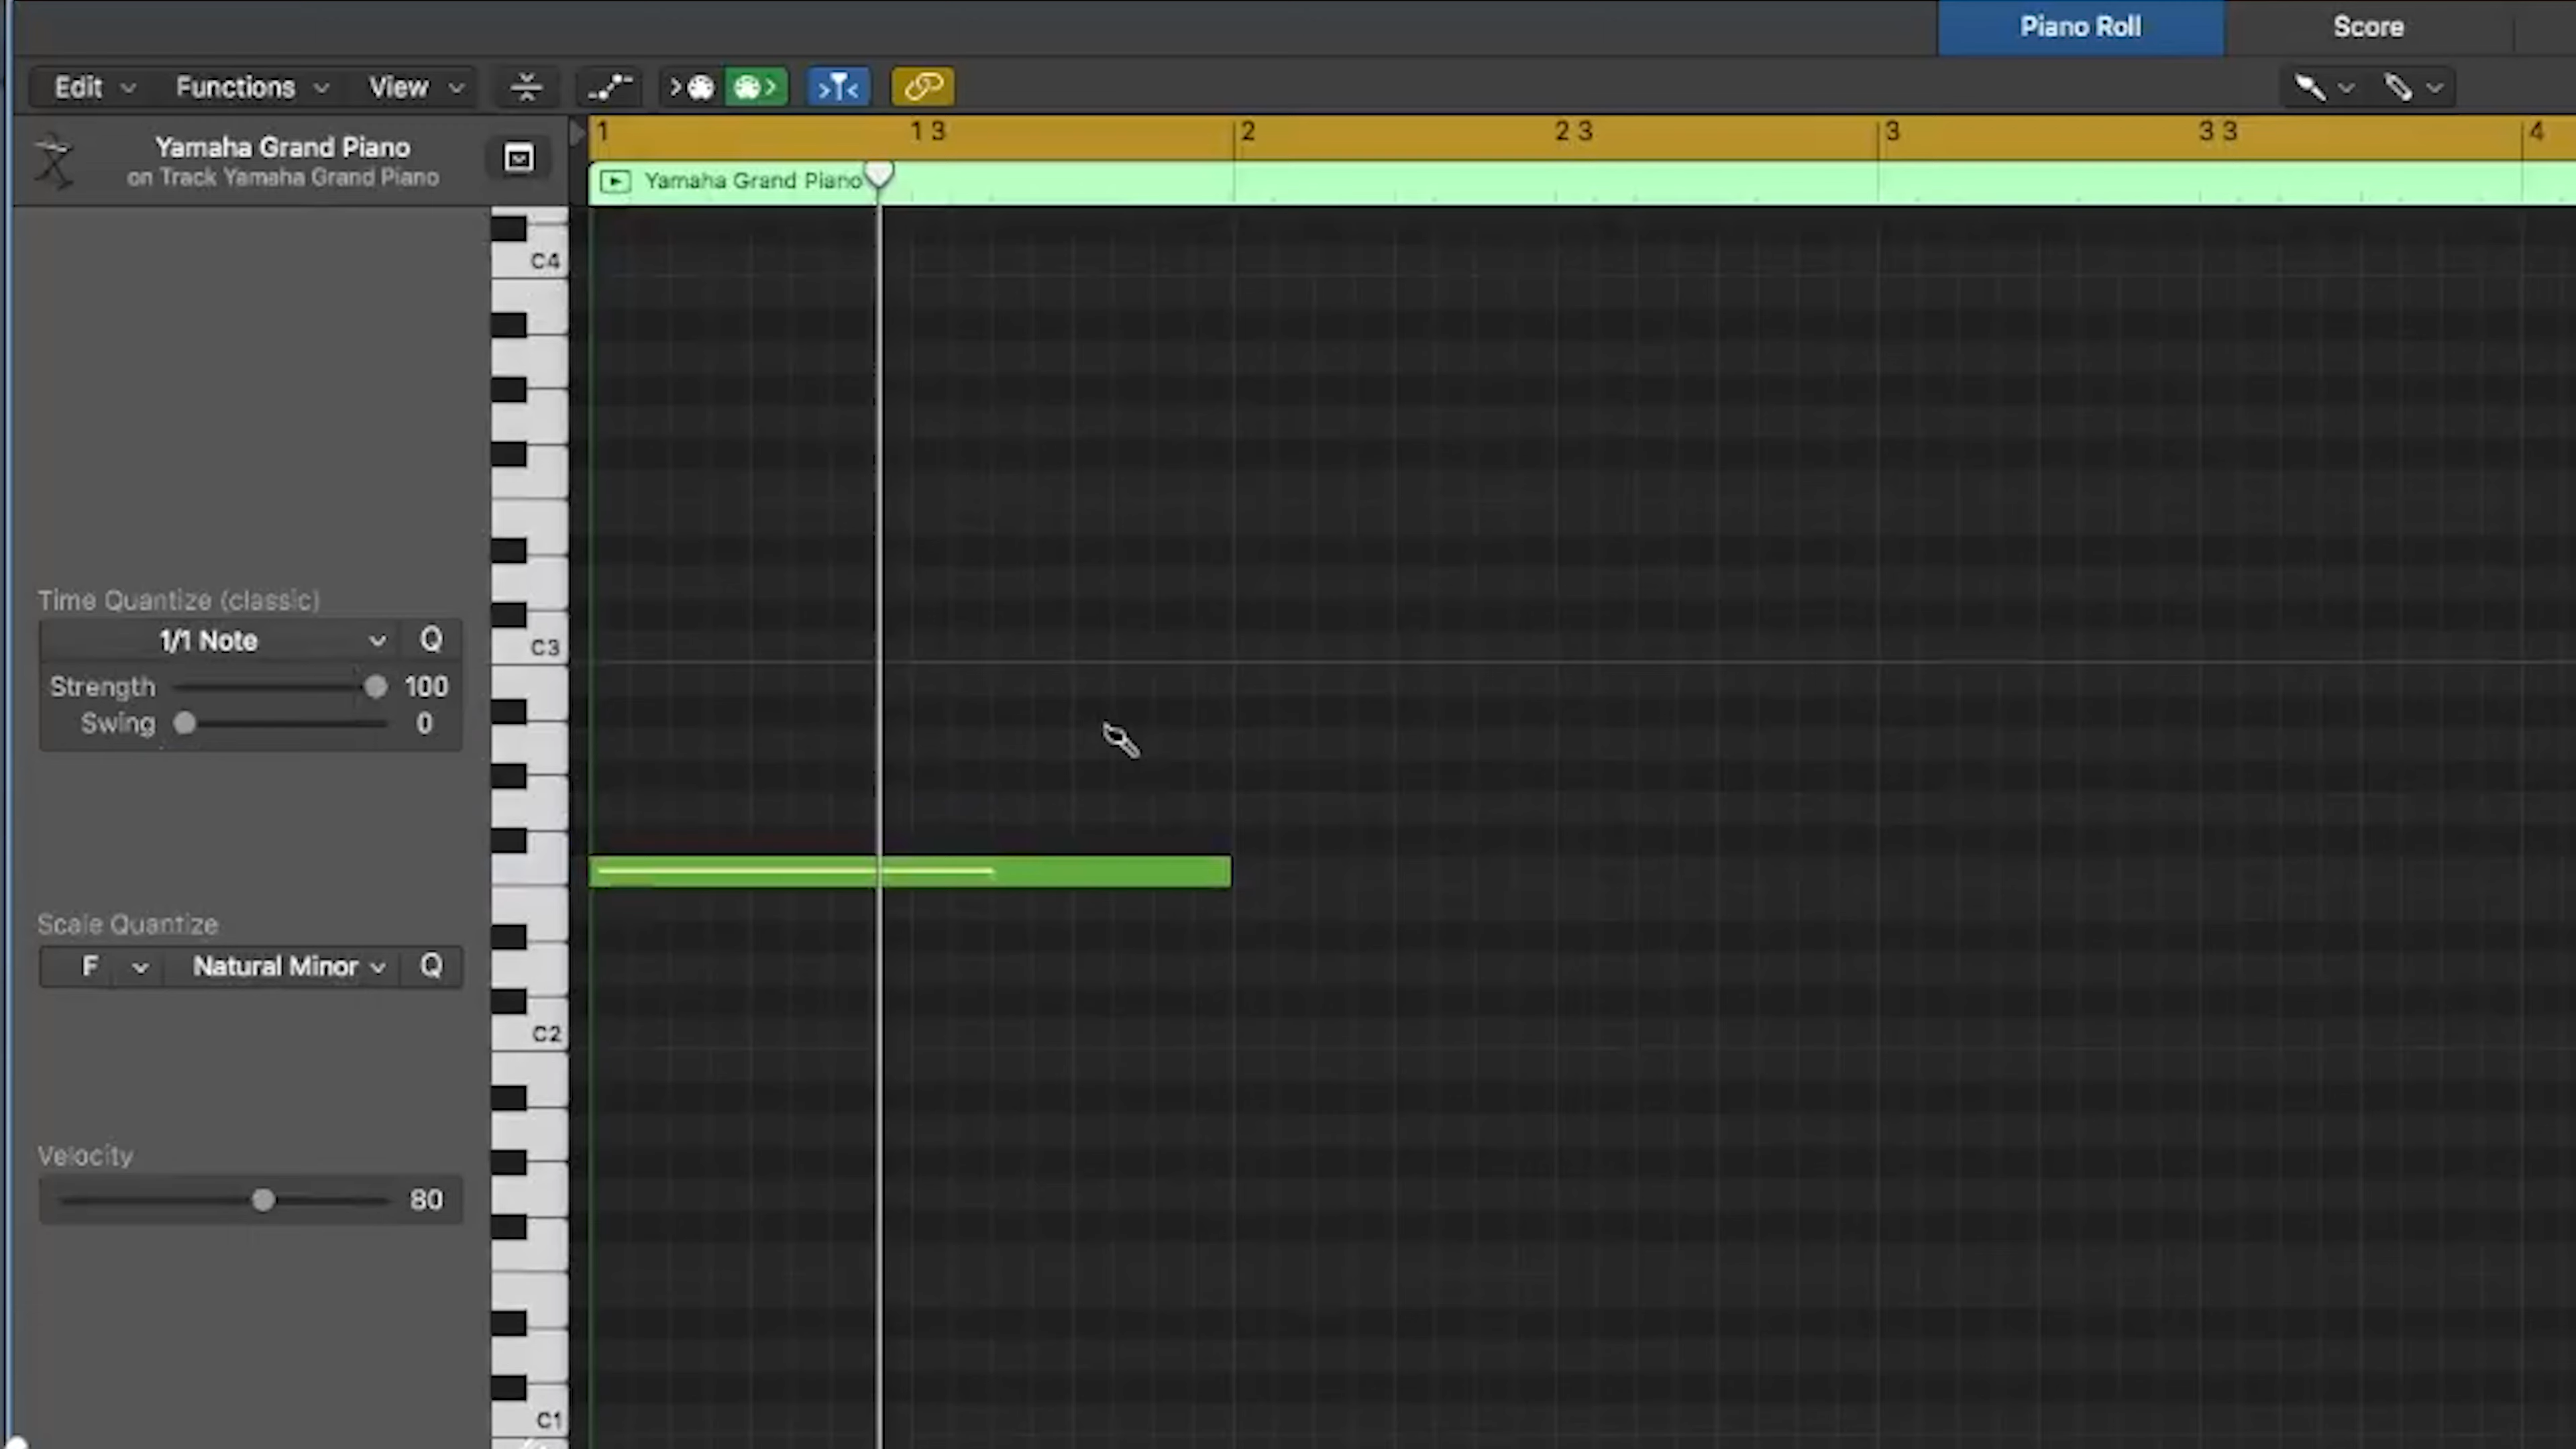 Piano Roll
Score
Edit
Functions
View
Yamaha Grand Piano
on Track Yamaha Grand Piano
1
1 3
2
2 3
3
3 3
4
Yamaha Grand Piano
C4
Time Quantize (classic)
1/1 Note
Q
C3
Strength
100
Swing
0
Scale Quantize
F
Natural Minor
Q
C2
Velocity
80
C1